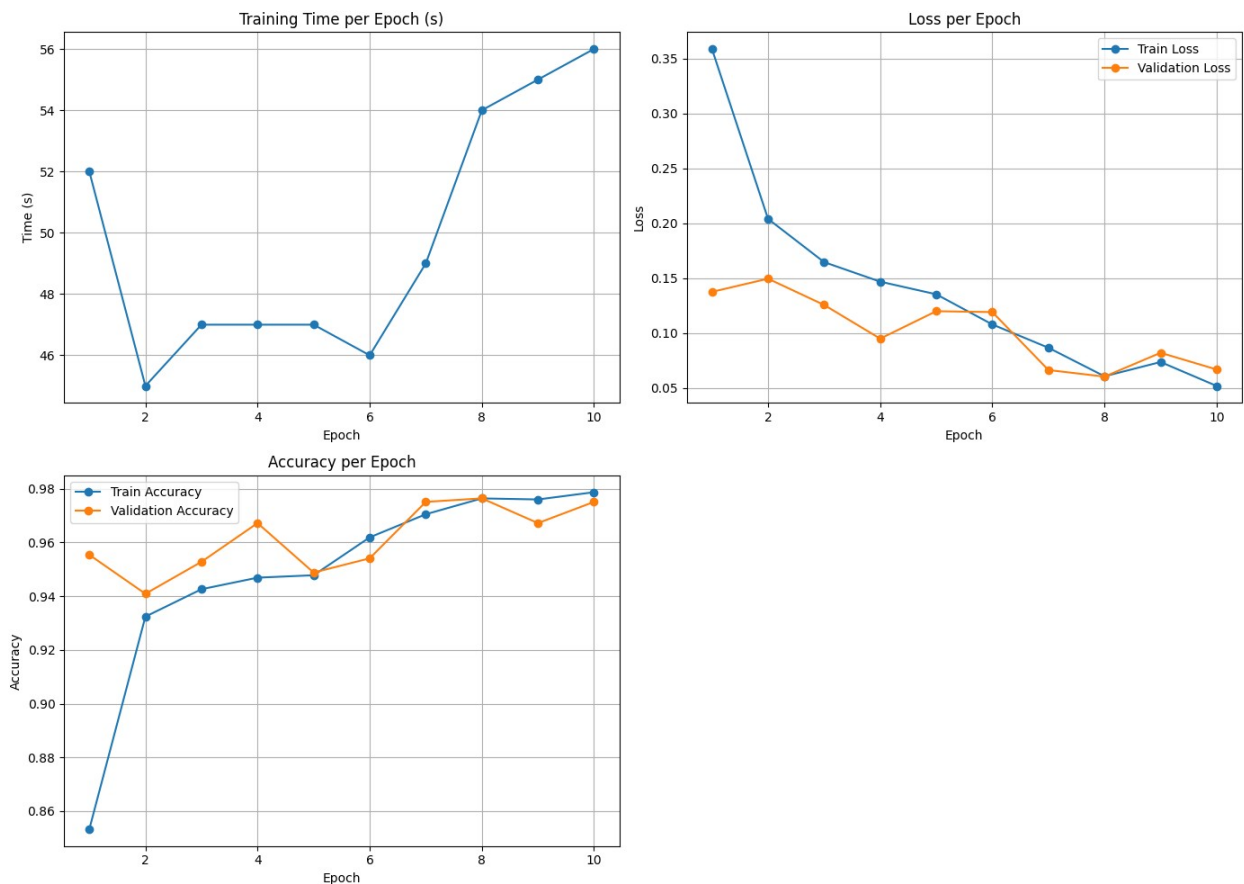 Training Time per Epoch (s)
56
54
52
50
48
46
Time (s)
2 4 6 8 10
Epoch
Loss per Epoch
Train Loss
Validation Loss
0.35
0.30
0.25
0.20
0.15
0.10
0.05
Loss
2 4 6 8 10
Epoch
Accuracy per Epoch
Train Accuracy
Validation Accuracy
0.98
0.96
0.94
0.92
0.90
0.88
0.86
Accuracy
2 4 6 8 10
Epoch